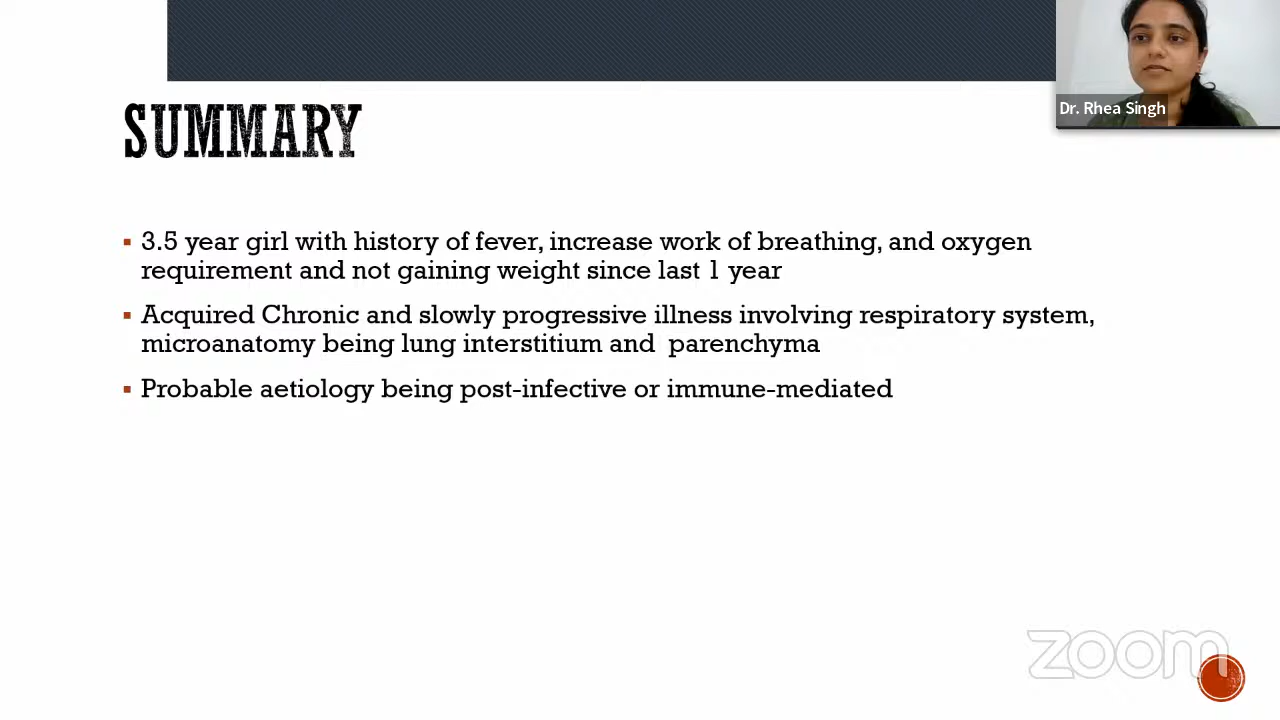 Dr. Rhea Singh
SUMMARY
3.5 year girl with history of fever, increase work of breathing, and oxygen
requirement and not gaining weight since last 1 year
Acquired Chronic and slowly progressive illness involving respiratory system,
microanatomy being lung interstitium and parenchyma
Probable aetiology being post-infective or immune-mediated
zoom